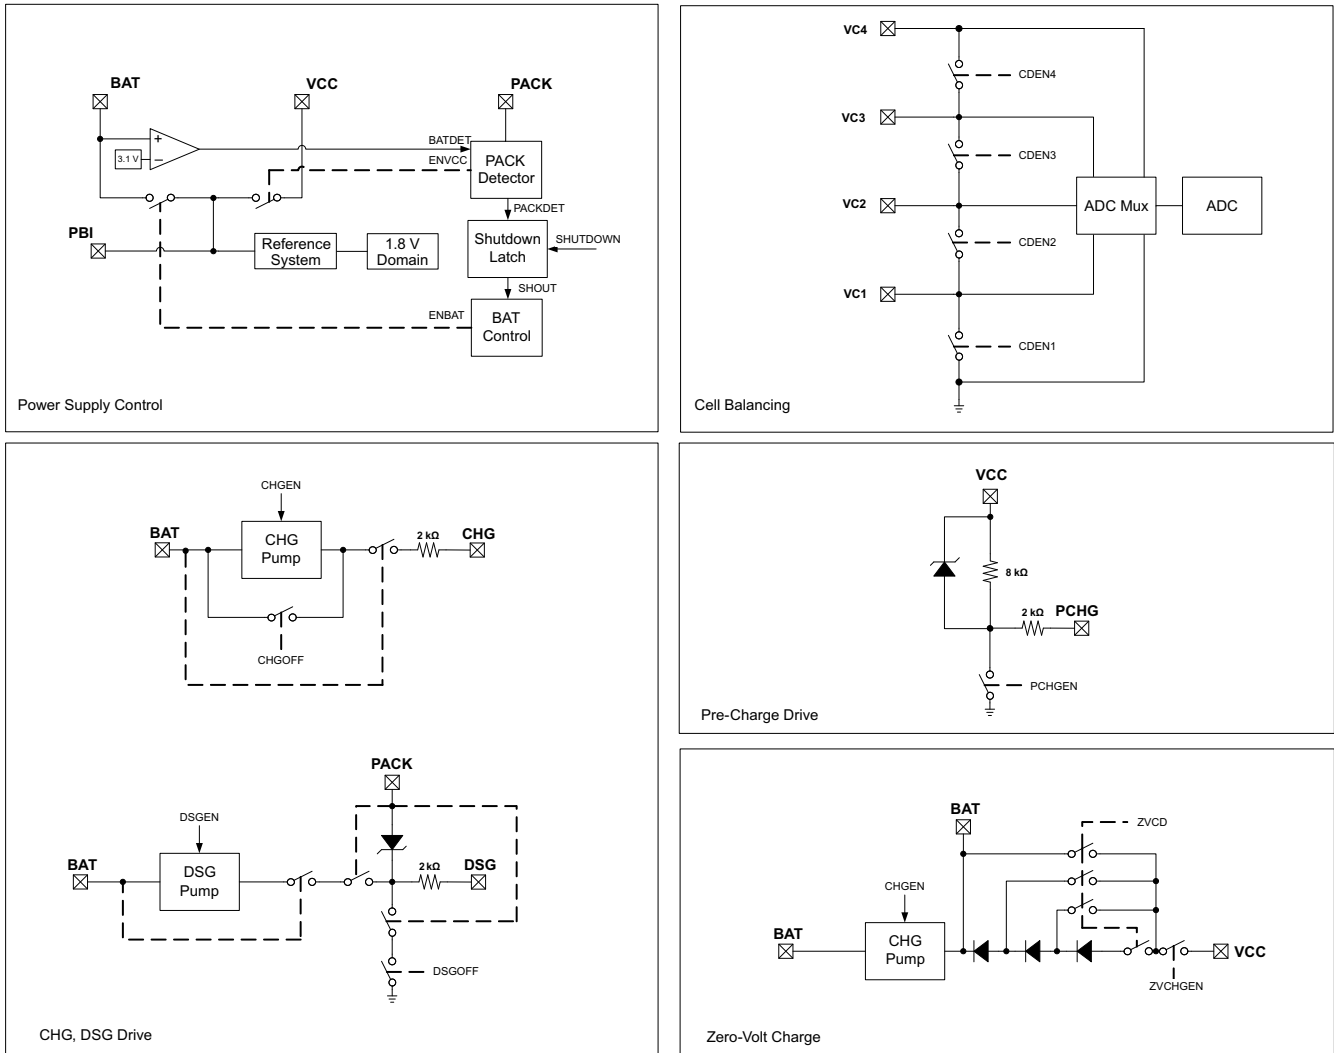 BAT
VCC
PACK
+
3.1 V
−
BATDET
ENVCC
PACK
Detector
PACKDET
PBI
Reference
System
1.8 V
Domain
Shutdown
Latch
SHUTDOWN
SHOUT
ENBAT
BAT
Control
Power Supply Control
VC4
CDEN4
VC3
CDEN3
VC2
ADC Mux
ADC
CDEN2
VC1
CDEN1
Cell Balancing
CHGEN
BAT
CHG
Pump
2 kΩ
CHG
CHGOFF
PACK
DSGEN
BAT
DSG
Pump
2 kΩ
DSG
DSGOFF
CHG, DSG Drive
VCC
8 kΩ
2 kΩ
PCHG
PCHGEN
Pre-Charge Drive
BAT
ZVCD
CHGEN
BAT
CHG
Pump
VCC
ZVCHGEN
Zero-Volt Charge